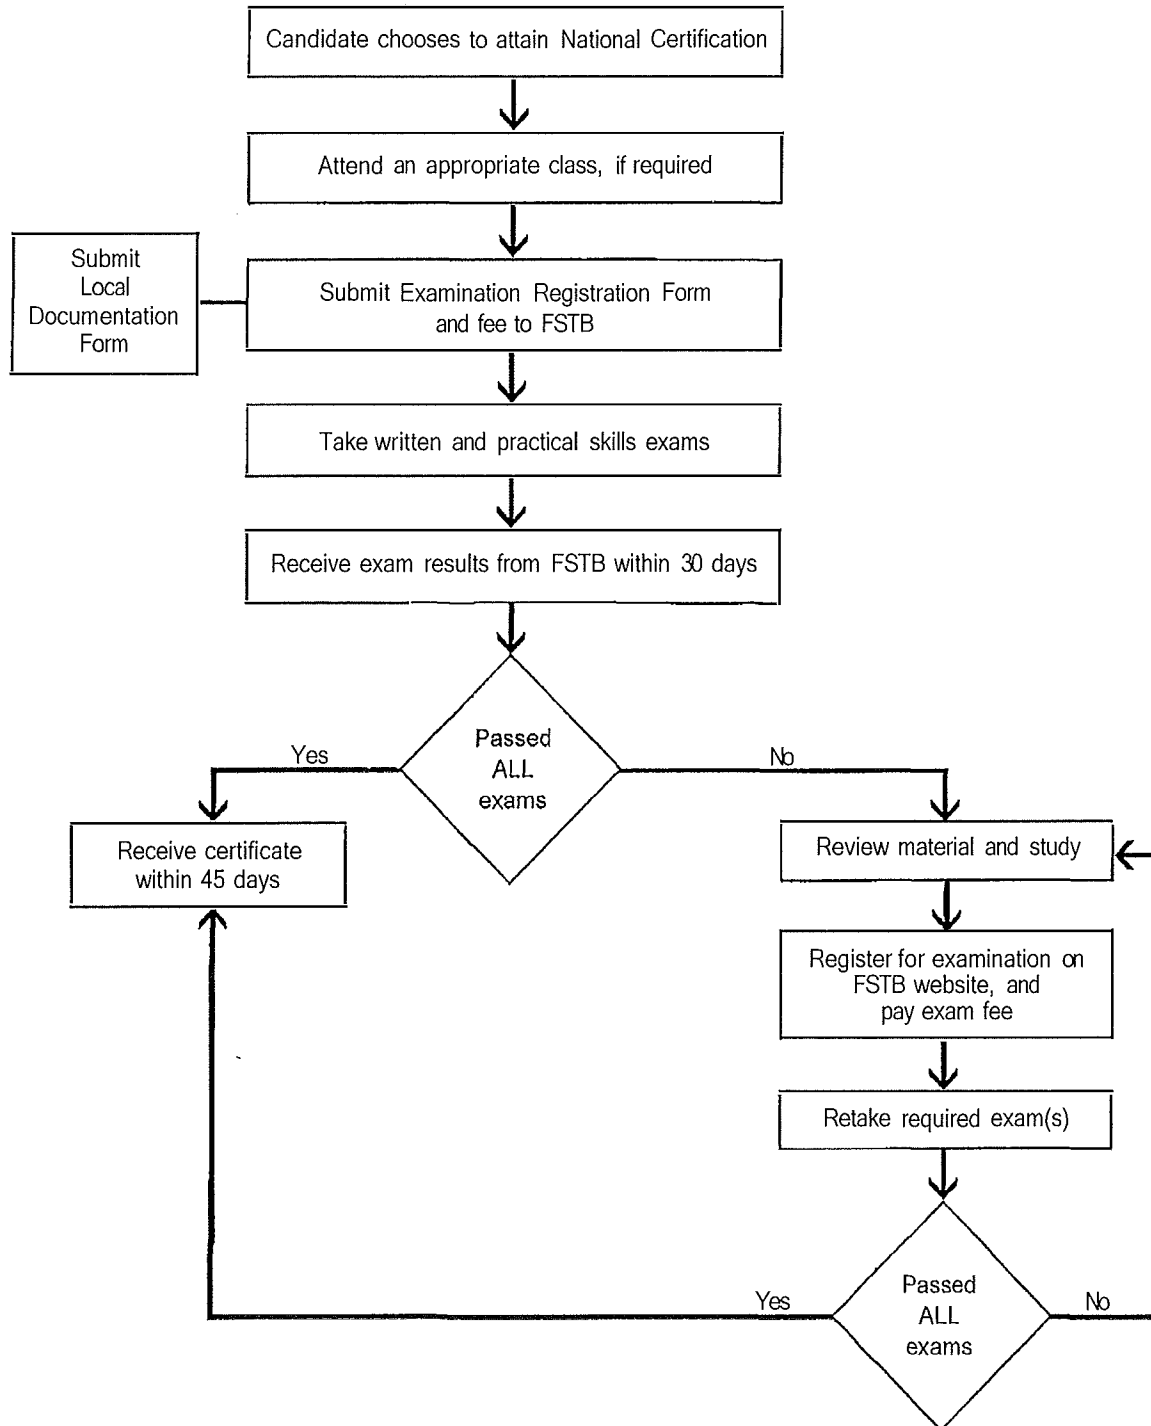 Candidate chooses to attain National Certification
Attend an appropriate class, if required
Submit
Local
Documentation
Form
Submit Examination Registration Form
and fee to FSTB
Take written and practical skills exams
Receive exam results from FSTB within 30 days
Passed
ALL
exams
Yes
No
Receive certificate
within 45 days
Review material and study
Register for examination on
FSTB website, and
pay exam fee
Retake required exam(s)
Passed
ALL
exams
Yes
No